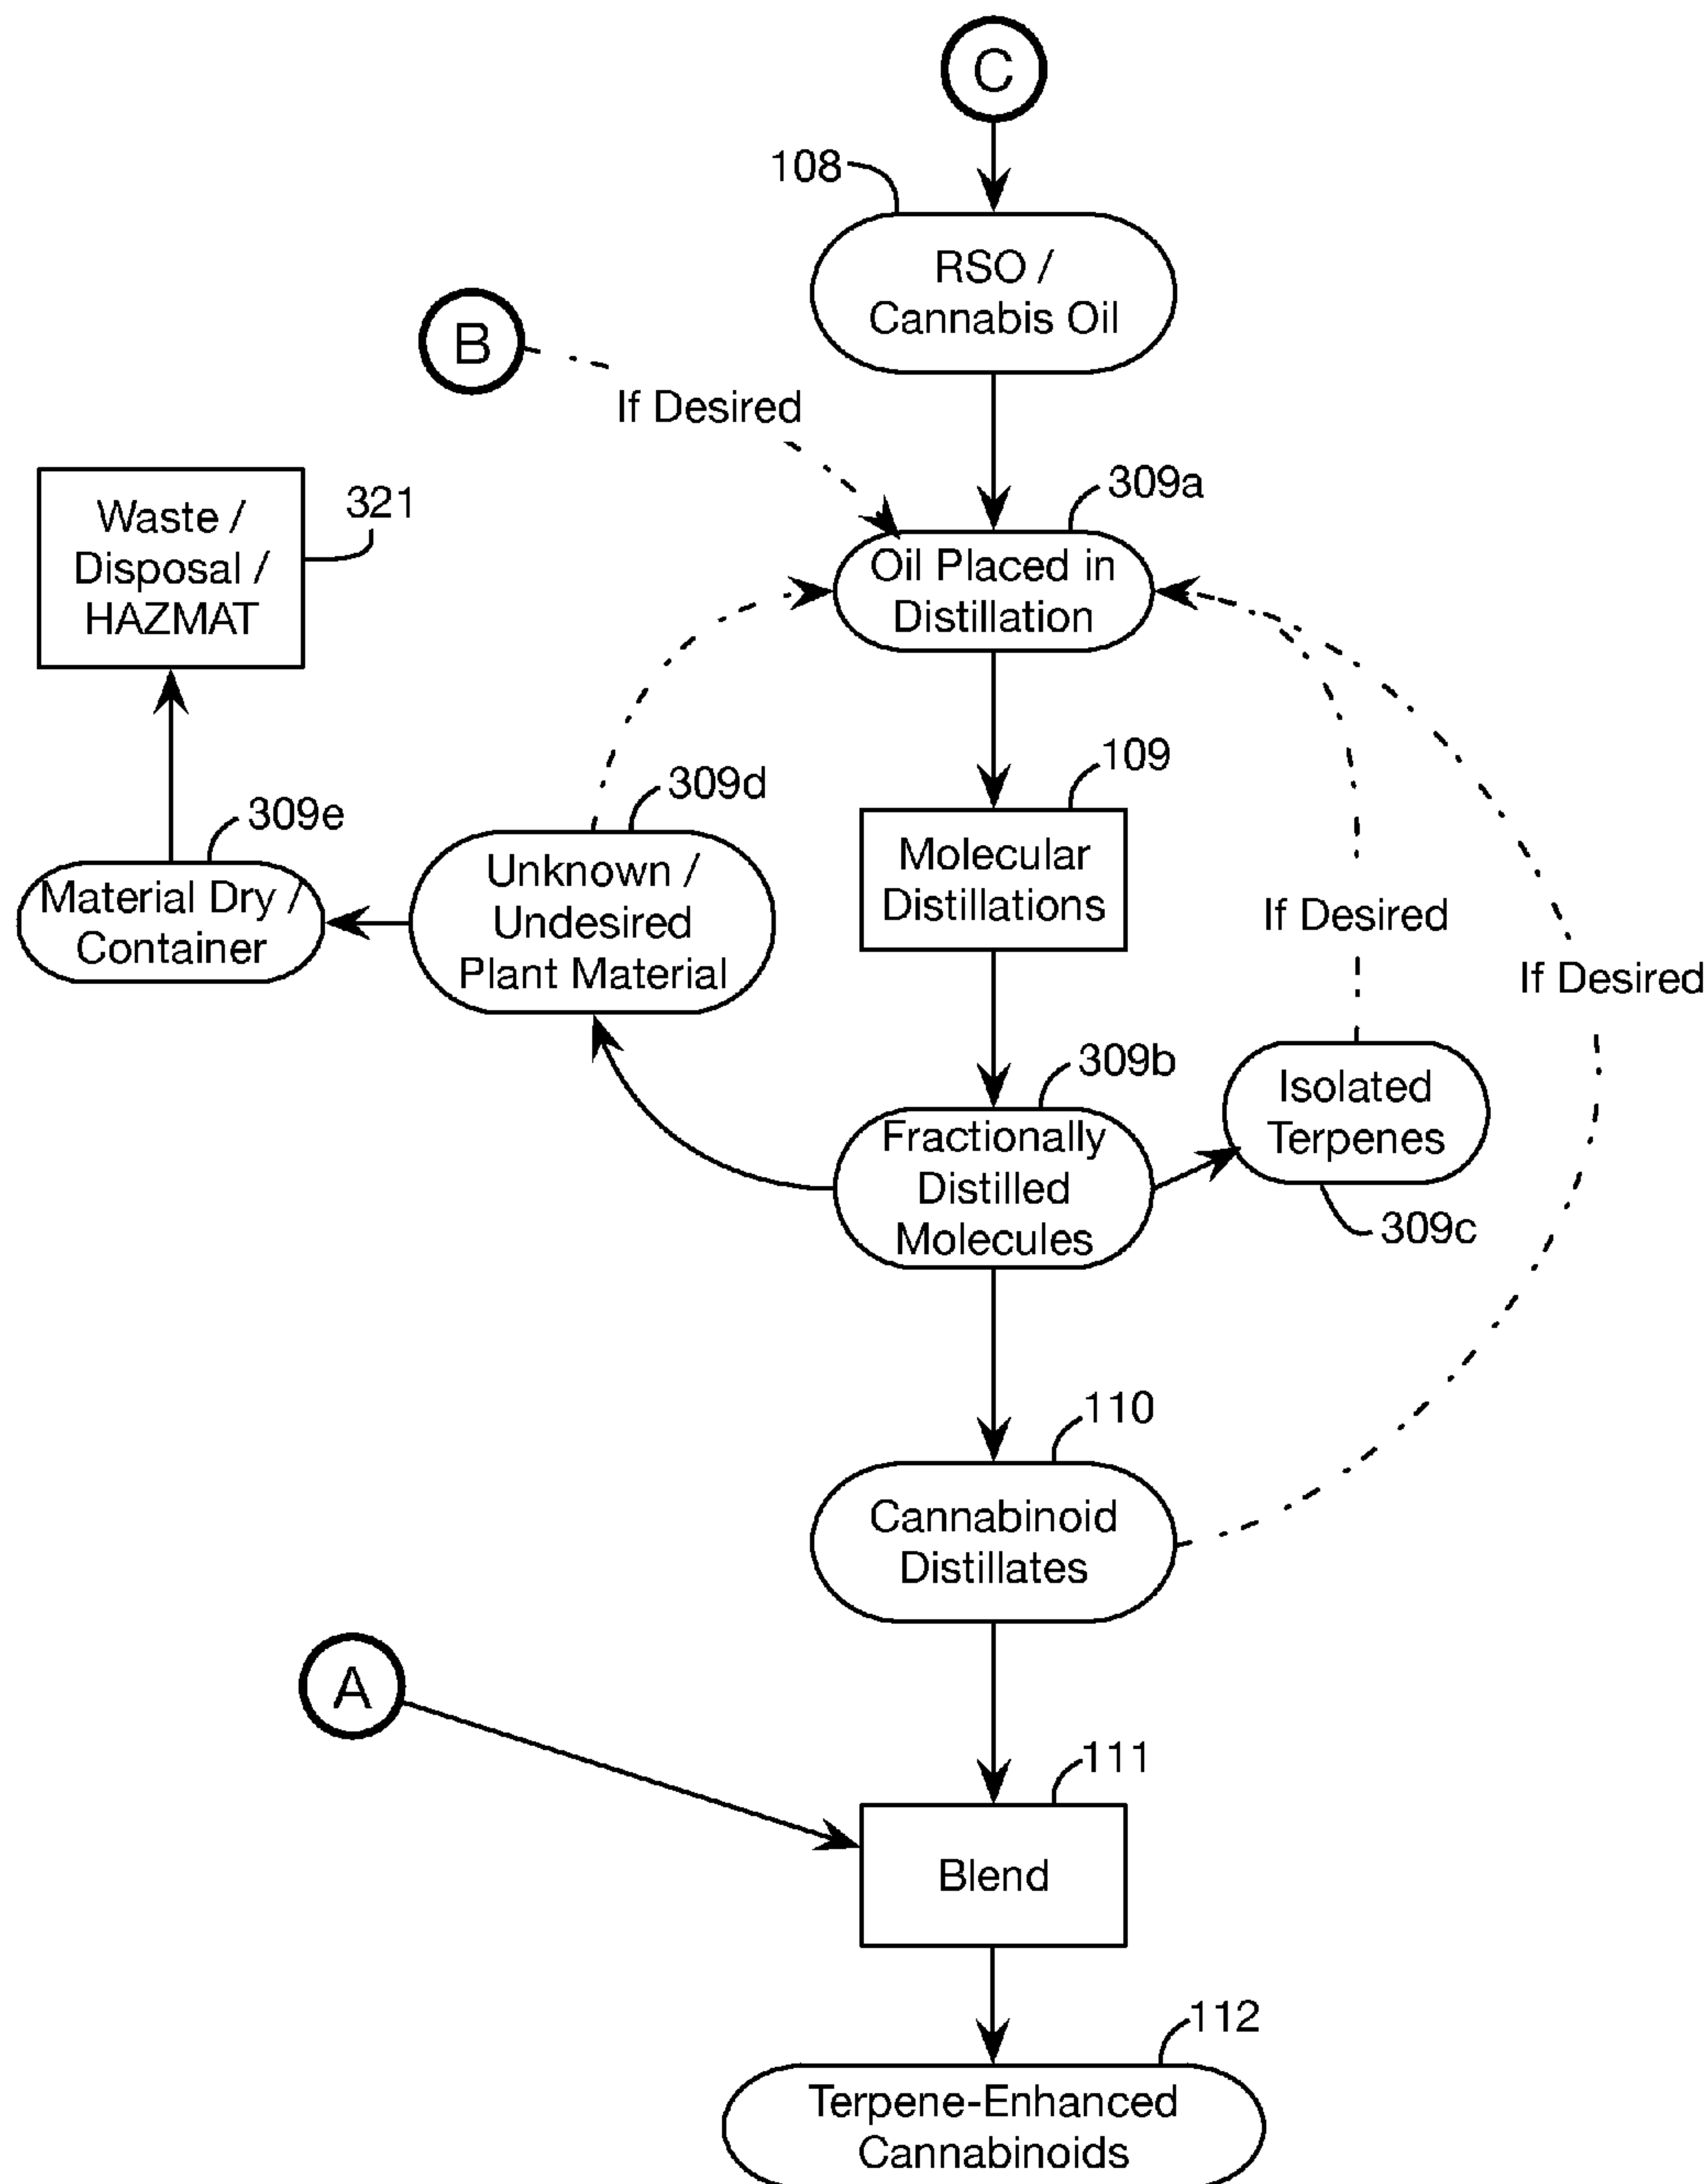 C
108
RSO /
Cannabis Oil
B
If Desired
309a
Oil Placed in
Distillation
321
Waste /
Disposal /
HAZMAT
109
Molecular
Distillations
309d
Unknown /
Undesired
Plant Material
309e
Material Dry /
Container
If Desired
If Desired
309b
Fractionally
Distilled
Molecules
Isolated
Terpenes
309c
110
Cannabinoid
Distillates
A
111
Blend
112
Terpene-Enhanced
Cannabinoids